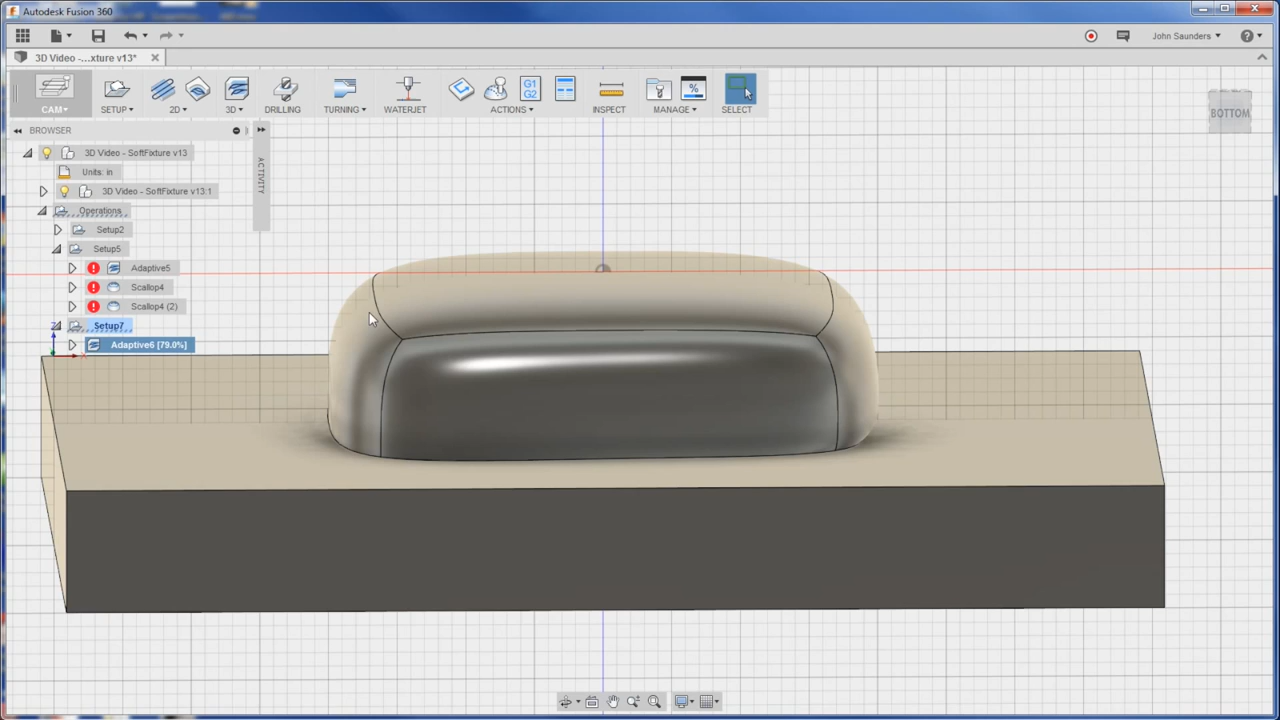 Autodesk Fusion 360
John Saunders
3D Video -...xture v13*
CAM
SETUP
2D
3D
DRILLING
TURNING
WATERJET
G1
G2
ACTIONS
INSPECT
%
MANAGE
SELECT
BROWSER
ACTIVITY
BOTTOM
3D Video - SoftFixture v13
Units: in
3D Video - SoftFixture v13:1
Operations
Setup2
Setup5
Adaptive5
Scallop4
Scallop4 (2)
Setup7
Adaptive6 [79.0%]
Z